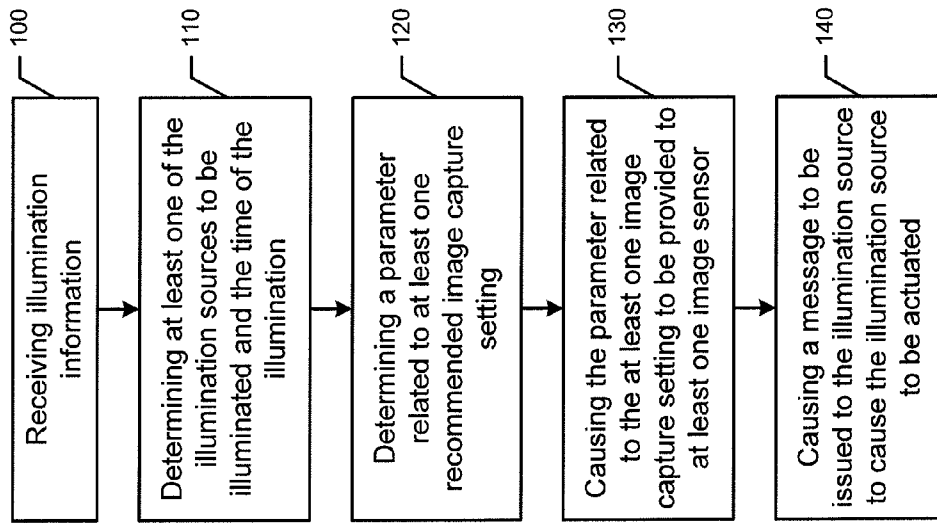 Receiving illumination
information
100
Determining at least one of the
illumination sources to be
illuminated and the time of the
illumination
110
Determining a parameter
related to at least one
recommended image capture
setting
120
Causing the parameter related
to the at least one image
capture setting to be provided to
at least one image sensor
130
Causing a message to be
issued to the illumination source
to cause the illumination source
to be actuated
140